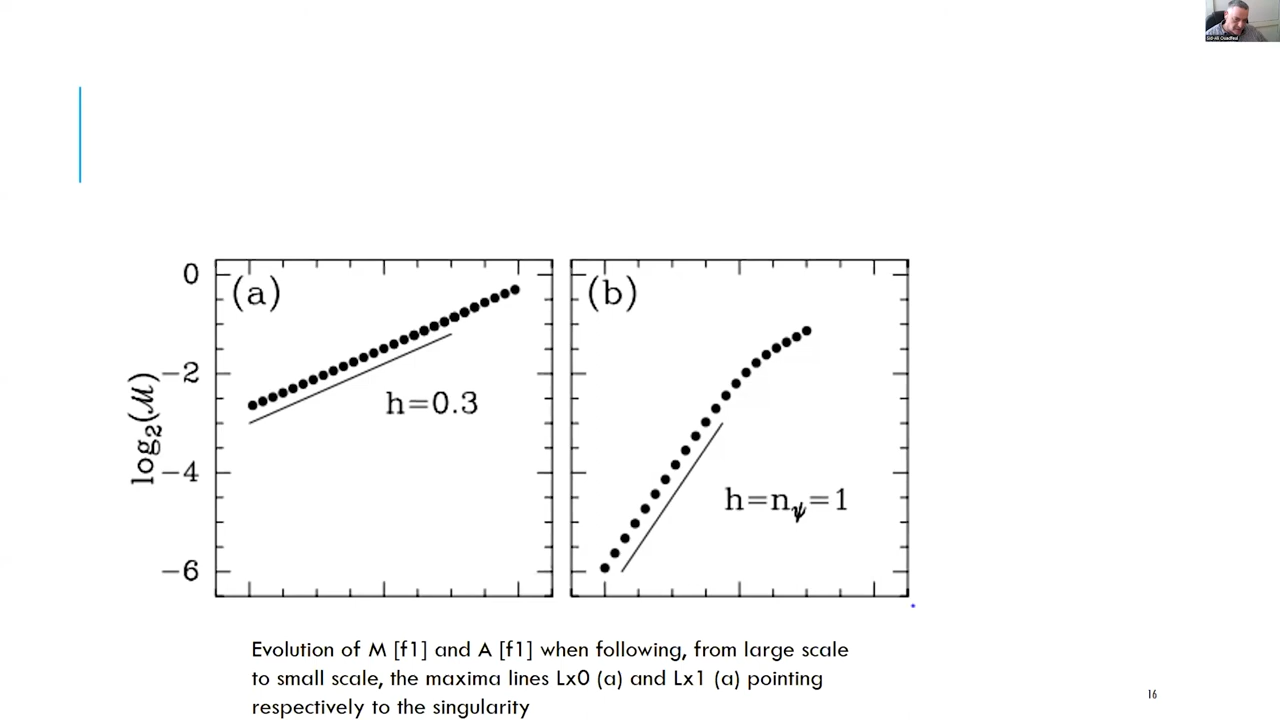 0
(a)
(b)
−2
h=0.3
log₂(ℳ)
−4
h=nψ=1
−6
Evolution of M [f1] and A [f1] when following, from large scale
to small scale, the maxima lines Lx0 (a) and Lx1 (a) pointing
respectively to the singularity
16